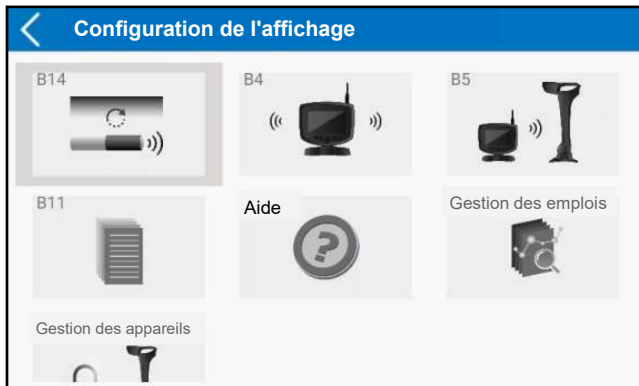 Configuration de l'affichage
B14
B4
B5
B11
Aide
Gestion des emplois
?
Gestion des appareils